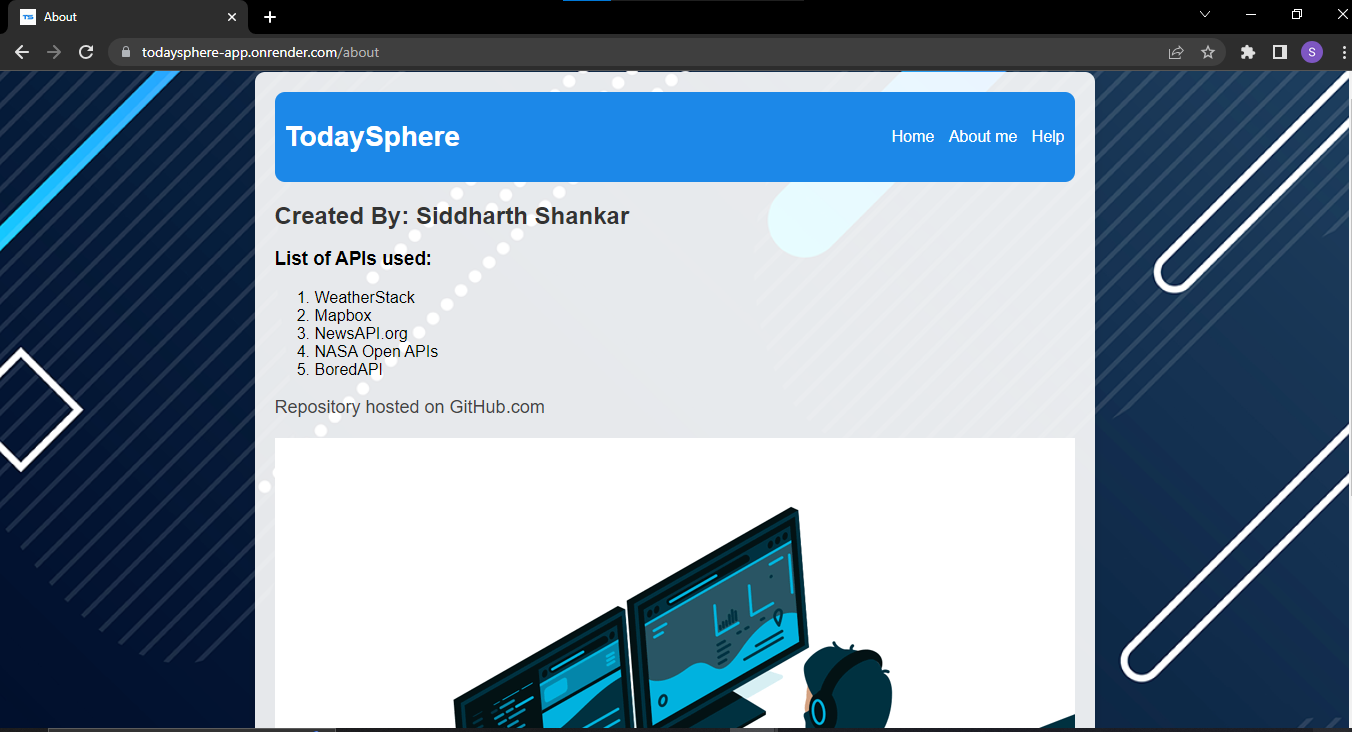 TS About
todaysphere-app.onrender.com/about
S
TodaySphere
Home About me Help
Created By: Siddharth Shankar
List of APIs used:
1. WeatherStack
2. Mapbox
3. NewsAPI.org
4. NASA Open APIs
5. BoredAPI
Repository hosted on GitHub.com